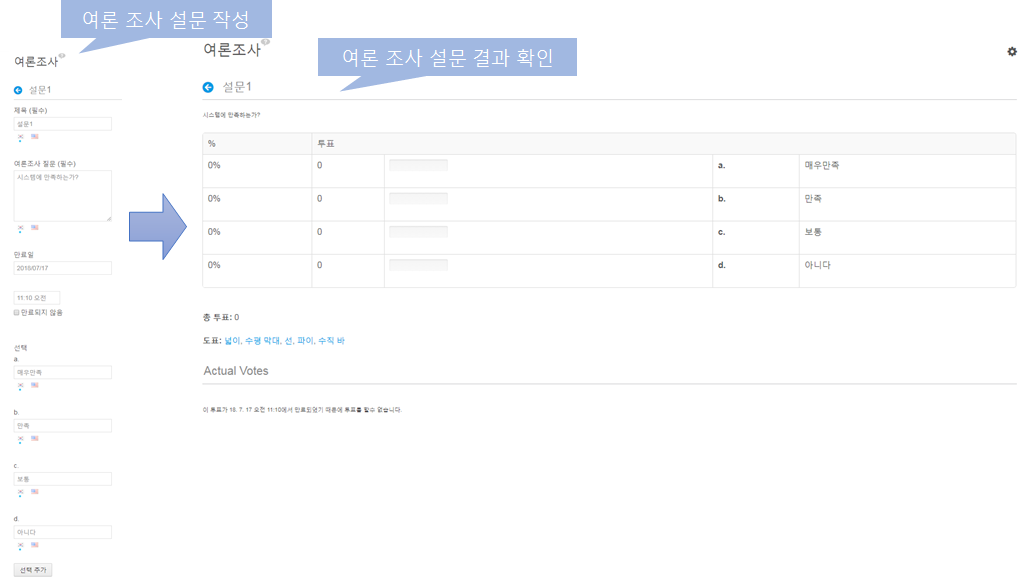 여론 조사 설문 작성
여론조사
설문1
제목 (필수)
설문1
여론조사 질문 (필수)
시스템에 만족하는가?
만료일
2018/07/17
11:10 오전
만료되지 않음
선택
a.
매우만족
b.
만족
c.
보통
d.
아니다
선택 추가
여론 조사 설문 결과 확인
여론조사
설문1
시스템에 만족하는가?
% 투표
0% 0 a. 매우만족
0% 0 b. 만족
0% 0 c. 보통
0% 0 d. 아니다
총 투표: 0
도표: 넓이, 수평 막대, 선, 파이, 수직 바
Actual Votes
이 투표가 18. 7. 17 오전 11:10에서 만료되었기 때문에 투표를 할수 없습니다.